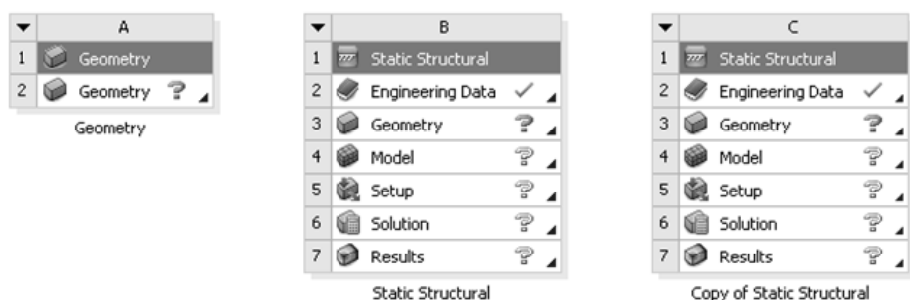 A
1 Geometry
2 Geometry ?
Geometry
B
1 Static Structural
2 Engineering Data ✓
3 Geometry ?
4 Model ?
5 Setup ?
6 Solution ?
7 Results ?
Static Structural
C
1 Static Structural
2 Engineering Data ✓
3 Geometry ?
4 Model ?
5 Setup ?
6 Solution ?
7 Results ?
Copy of Static Structural